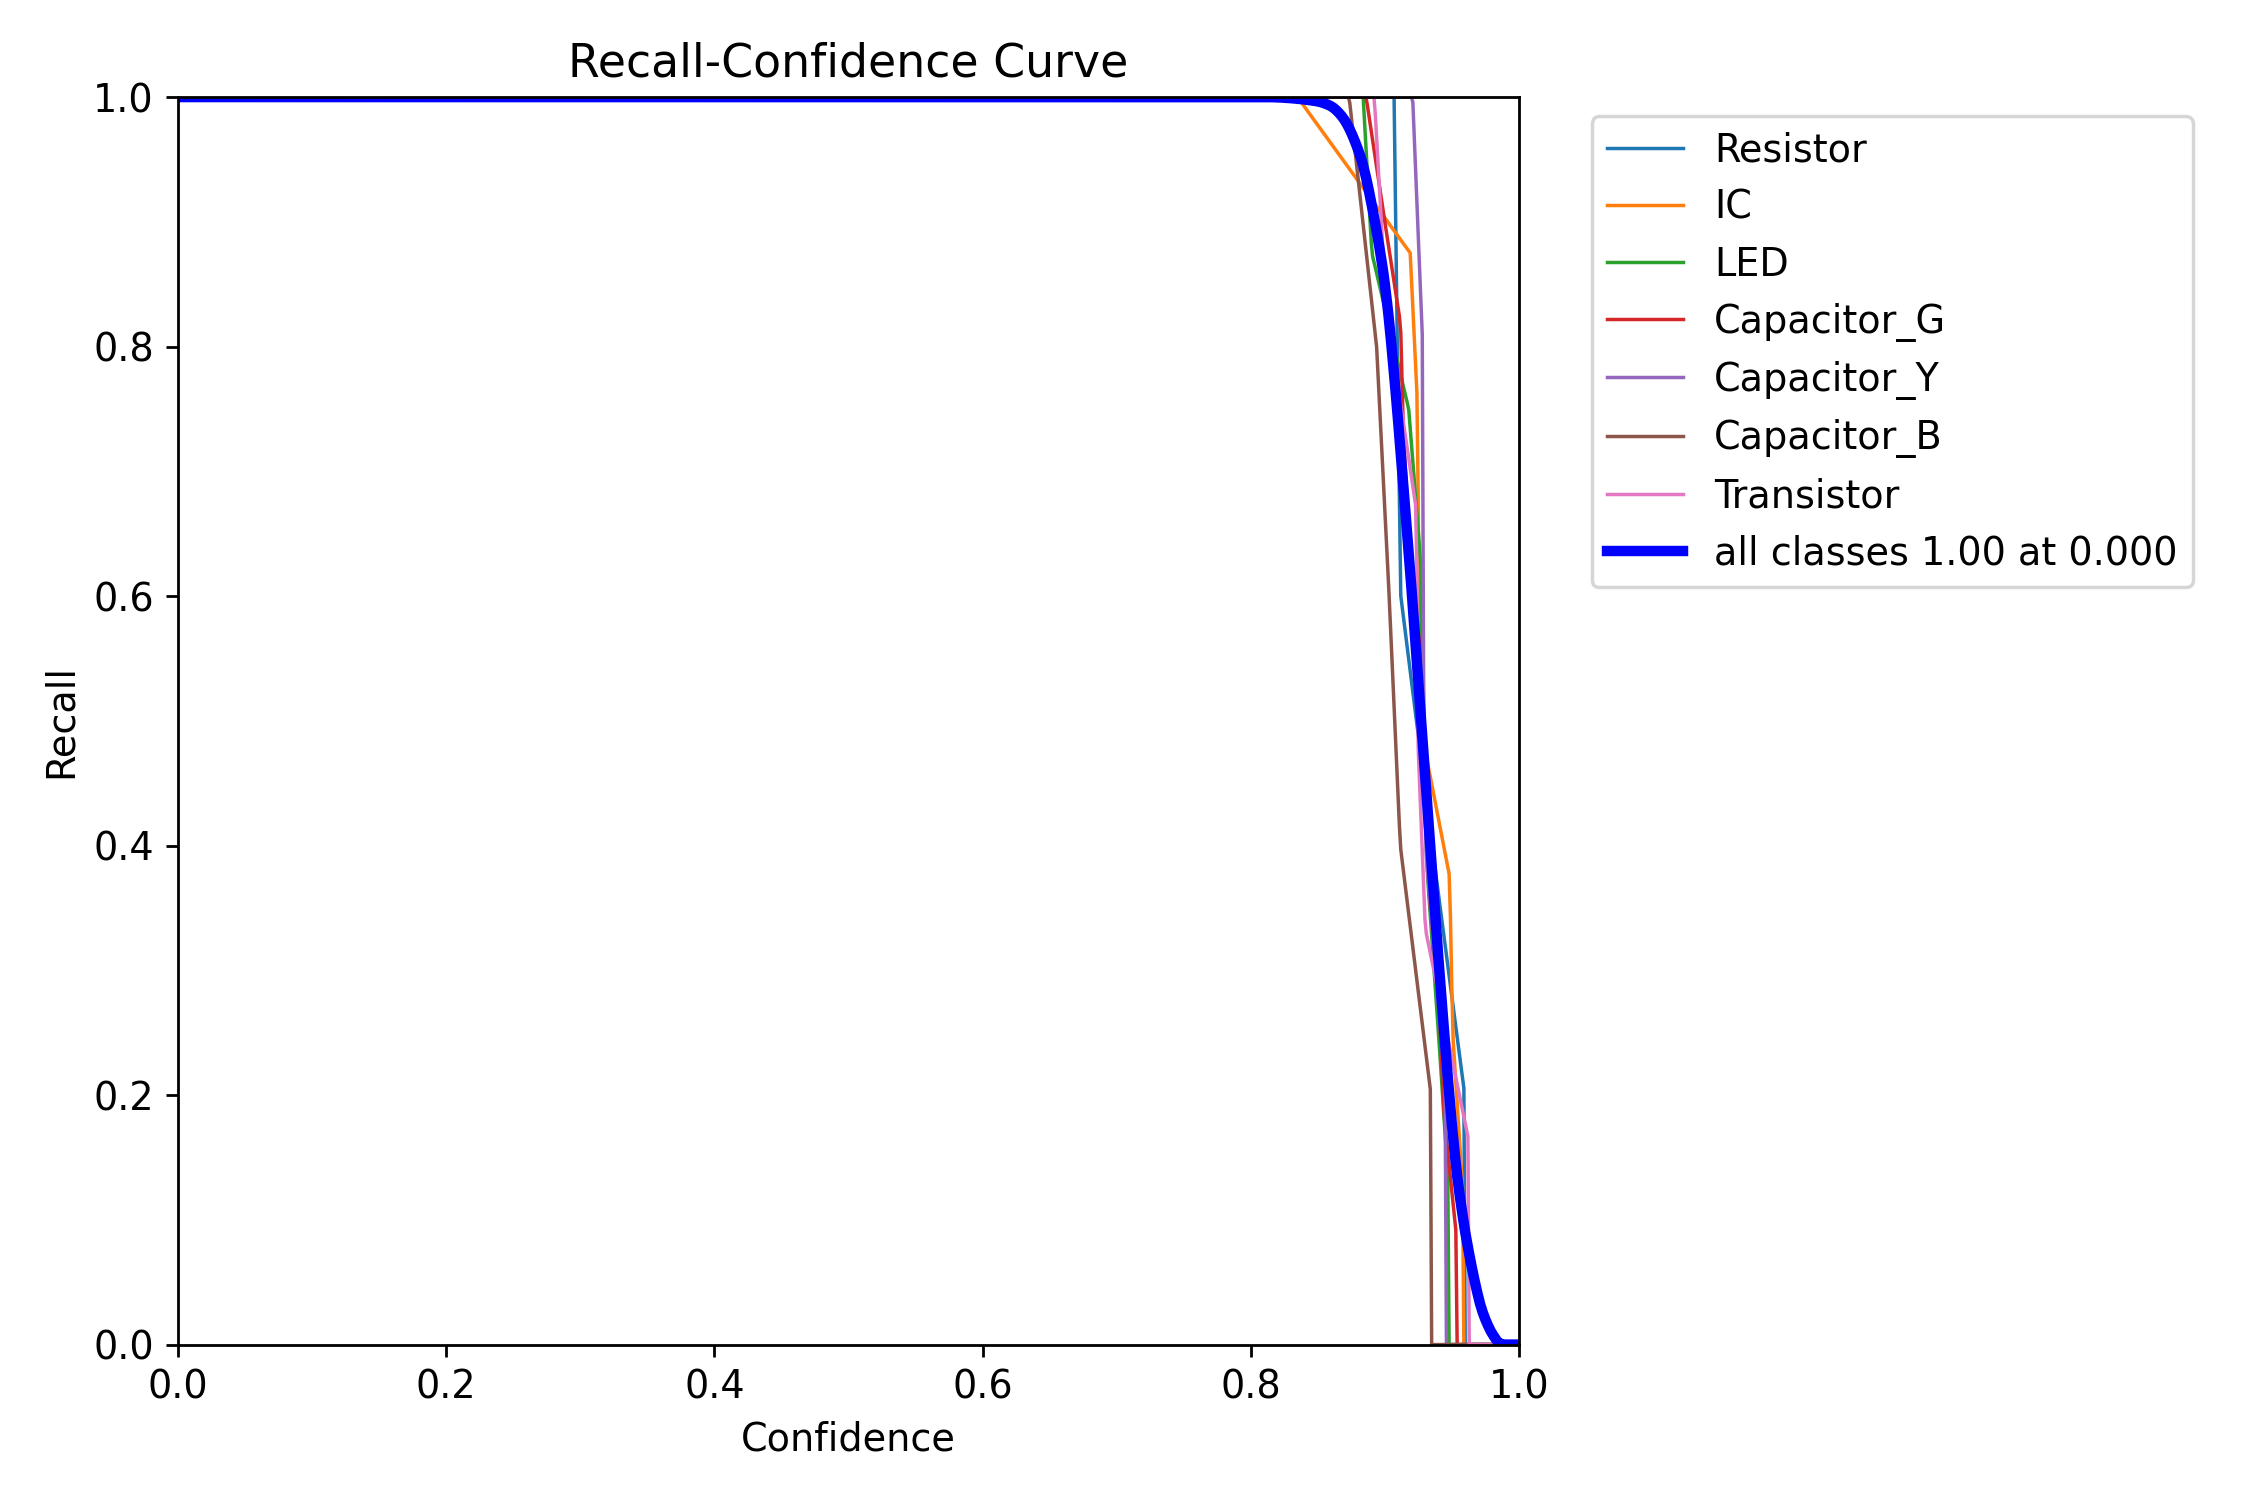 Recall-Confidence Curve
1.0
0.8
0.6
0.4
0.2
0.0
Recall
0.0 0.2 0.4 0.6 0.8 1.0
Confidence
Resistor
IC
LED
Capacitor_G
Capacitor_Y
Capacitor_B
Transistor
all classes 1.00 at 0.000